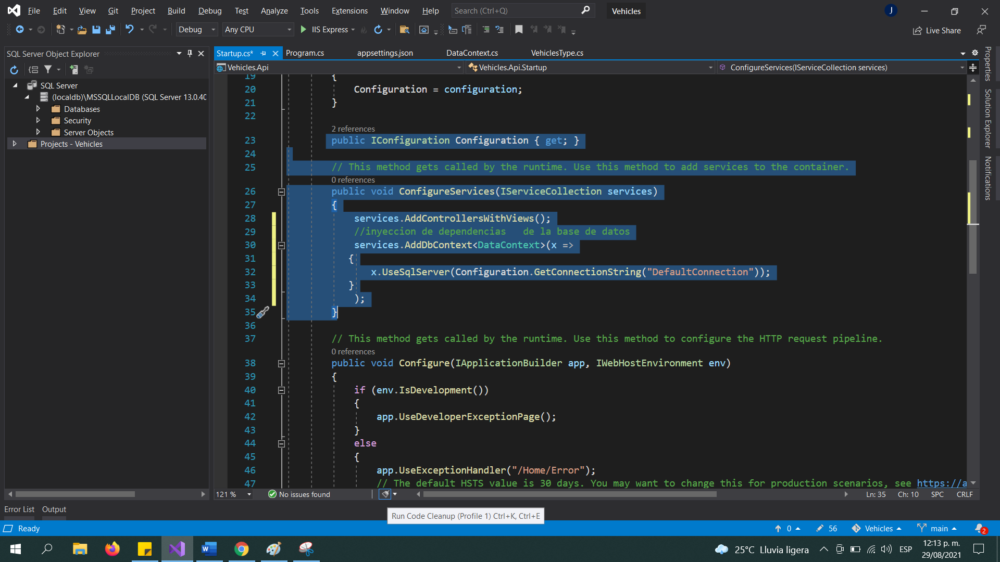 File Edit View Git Project Build Debug Test Analyze Tools Extensions Window Help Search (Ctrl+Q) Vehicles J
Debug Any CPU IIS Express Live Share
SQL Server Object Explorer
SQL Server
(localdb)\MSSQLLocalDB (SQL Server 13.0.40
Databases
Security
Server Objects
Projects - Vehicles
Startup.cs* Program.cs appsettings.json DataContext.cs VehiclesType.cs
Vehicles.Api Vehicles.Api.Startup ConfigureServices(IServiceCollection services)
19 {
20 Configuration = configuration;
21 }
22
2 references
23 public IConfiguration Configuration { get; }
24
25 // This method gets called by the runtime. Use this method to add services to the container.
0 references
26 public void ConfigureServices(IServiceCollection services)
27 {
28 services.AddControllersWithViews();
29 //inyeccion de dependencias   de la base de datos
30 services.AddDbContext<DataContext>(x =>
31 {
32 x.UseSqlServer(Configuration.GetConnectionString("DefaultConnection"));
33 }
34 );
35 }
36
37 // This method gets called by the runtime. Use this method to configure the HTTP request pipeline.
0 references
38 public void Configure(IApplicationBuilder app, IWebHostEnvironment env)
39 {
40 if (env.IsDevelopment())
41 {
42 app.UseDeveloperExceptionPage();
43 }
44 else
45 {
46 app.UseExceptionHandler("/Home/Error");
47 // The default HSTS value is 30 days. You may want to change this for production scenarios, see https://a
Properties
Solution Explorer
Notifications
121 % No issues found Ln: 35 Ch: 10 SPC CRLF
Error List Output
Run Code Cleanup (Profile 1) Ctrl+K, Ctrl+E
Ready 0 56 Vehicles main 2
25°C Lluvia ligera ESP 12:13 p. m.
29/08/2021